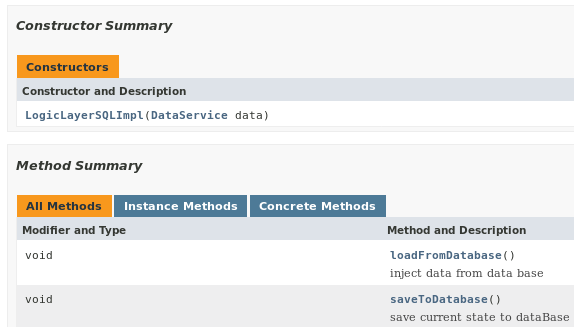 Constructor Summary
Constructors
Constructor and Description
LogicLayerSQLImpl(DataService data)
Method Summary
All Methods Instance Methods Concrete Methods
Modifier and Type Method and Description
void loadFromDatabase()
inject data from data base
void saveToDatabase()
save current state to dataBase